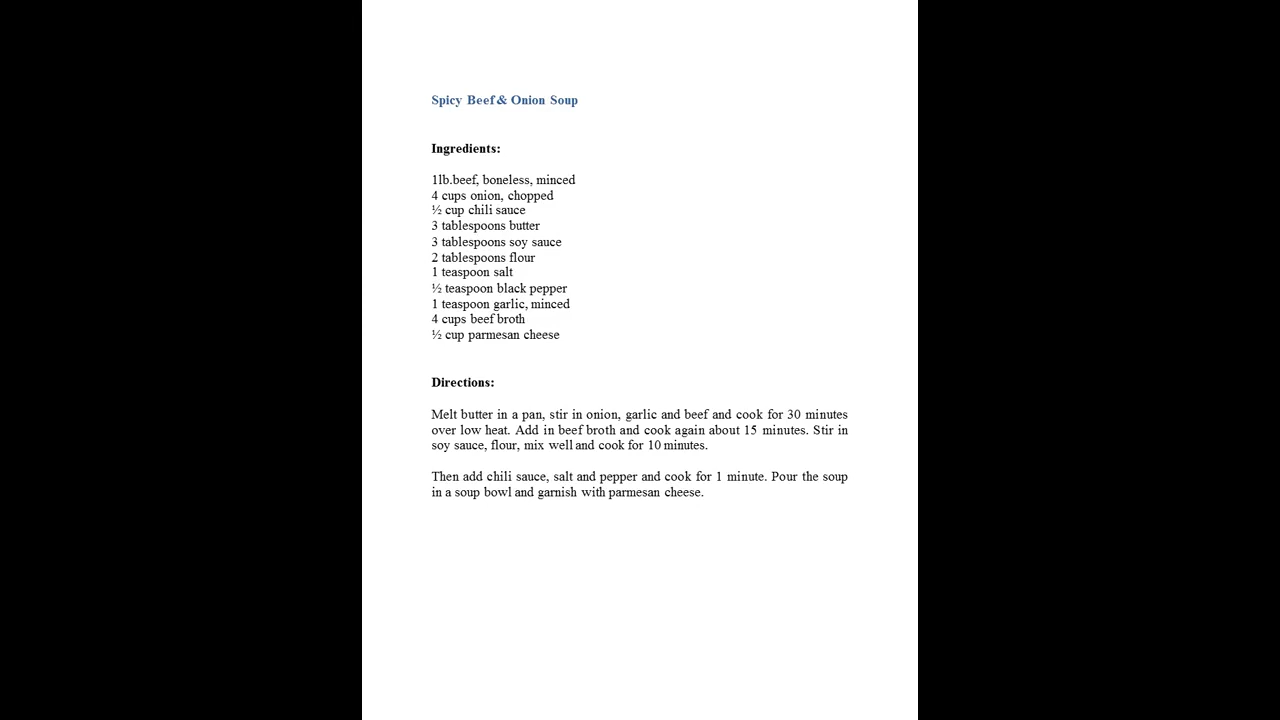 Spicy Beef & Onion Soup
Ingredients:
1lb.beef, boneless, minced
4 cups onion, chopped
½ cup chili sauce
3 tablespoons butter
3 tablespoons soy sauce
2 tablespoons flour
1 teaspoon salt
½ teaspoon black pepper
1 teaspoon garlic, minced
4 cups beef broth
½ cup parmesan cheese
Directions:
Melt butter in a pan, stir in onion, garlic and beef and cook for 30 minutes
over low heat. Add in beef broth and cook again about 15 minutes. Stir in
soy sauce, flour, mix well and cook for 10 minutes.
Then add chili sauce, salt and pepper and cook for 1 minute. Pour the soup
in a soup bowl and garnish with parmesan cheese.